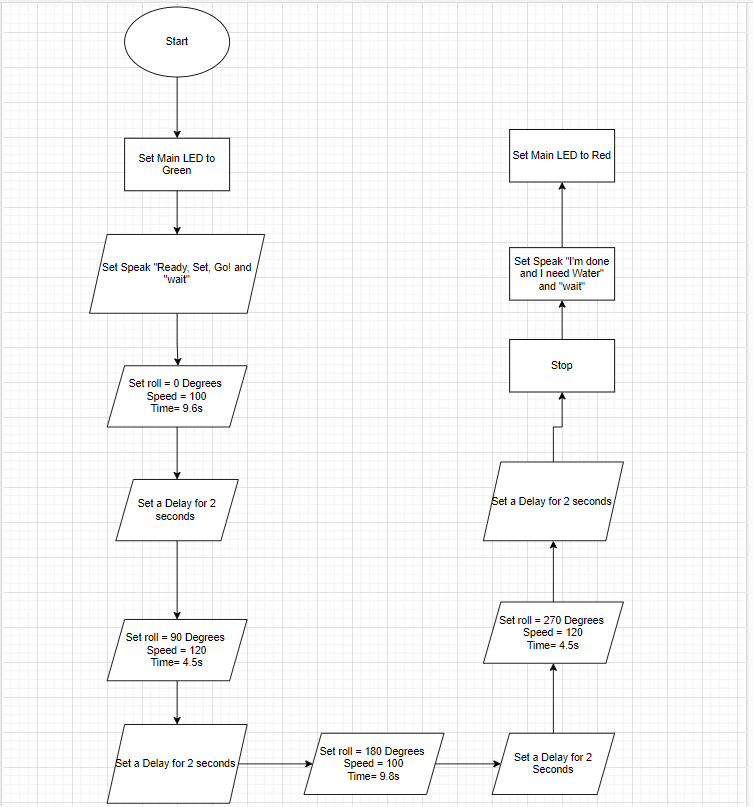 Start
Set Main LED to
Green
Set Speak "Ready, Set, Go! and
"wait"
Set roll = 0 Degrees
Speed = 100
Time= 9.6s
Set a Delay for 2
seconds
Set roll = 90 Degrees
Speed = 120
Time= 4.5s
Set a Delay for 2 seconds
Set roll = 180 Degrees
Speed = 100
Time= 9.8s
Set a Delay for 2
Seconds
Set roll = 270 Degrees
Speed = 120
Time= 4.5s
Set a Delay for 2 seconds
Stop
Set Speak "I'm done
and I need Water"
and "wait"
Set Main LED to Red